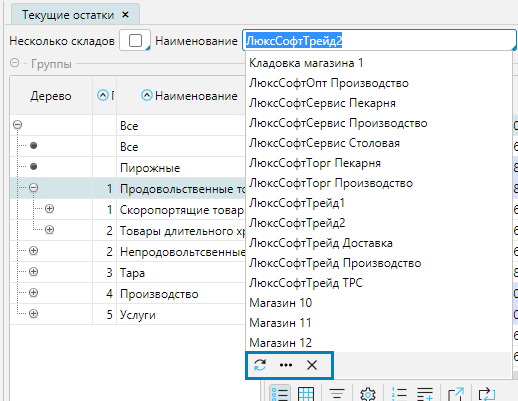 Текущие остатки
Несколько складов Наименование ЛюксСофтТрейд2
Группы
Дерево Наименование
Все
Все
Пирожные
1 Продовольственные то
1 Скоропортящие товар
2 Товары длительного хр
2 Непродовольтсвенные
3 Тара
4 Производство
5 Услуги
Кладовка магазина 1
ЛюксСофтОпт Производство
ЛюксСофтСервис Пекарня
ЛюксСофтСервис Производство
ЛюксСофтСервис Столовая
ЛюксСофтТорг Пекарня
ЛюксСофтТорг Производство
ЛюксСофтТрейд1
ЛюксСофтТрейд2
ЛюксСофтТрейд Доставка
ЛюксСофтТрейд Производство
ЛюксСофтТрейд ТРС
Магазин 10
Магазин 11
Магазин 12